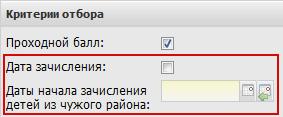 Критерии отбора
Проходной балл:
Дата зачисления:
Даты начала зачисления
детей из чужого района: